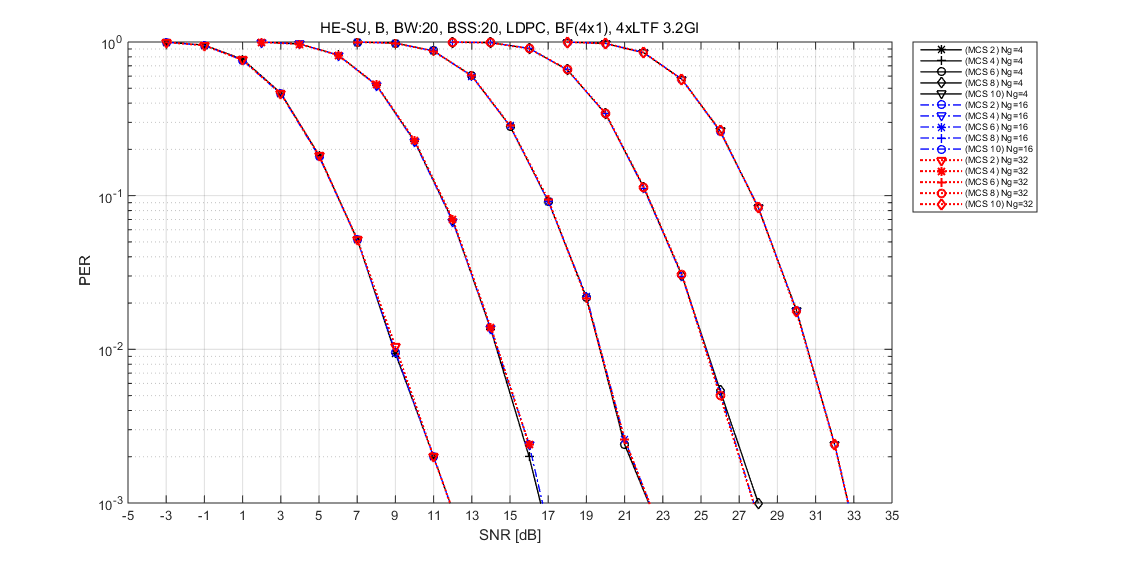 HE-SU, B, BW:20, BSS:20, LDPC, BF(4x1), 4xLTF 3.2GI
10^0
10^-1
10^-2
10^-3
PER
-5 -3 -1 1 3 5 7 9 11 13 15 17 19 21 23 25 27 29 31 33 35
SNR [dB]
(MCS 2) Ng=4
(MCS 4) Ng=4
(MCS 6) Ng=4
(MCS 8) Ng=4
(MCS 10) Ng=4
(MCS 2) Ng=16
(MCS 4) Ng=16
(MCS 6) Ng=16
(MCS 8) Ng=16
(MCS 10) Ng=16
(MCS 2) Ng=32
(MCS 4) Ng=32
(MCS 6) Ng=32
(MCS 8) Ng=32
(MCS 10) Ng=32